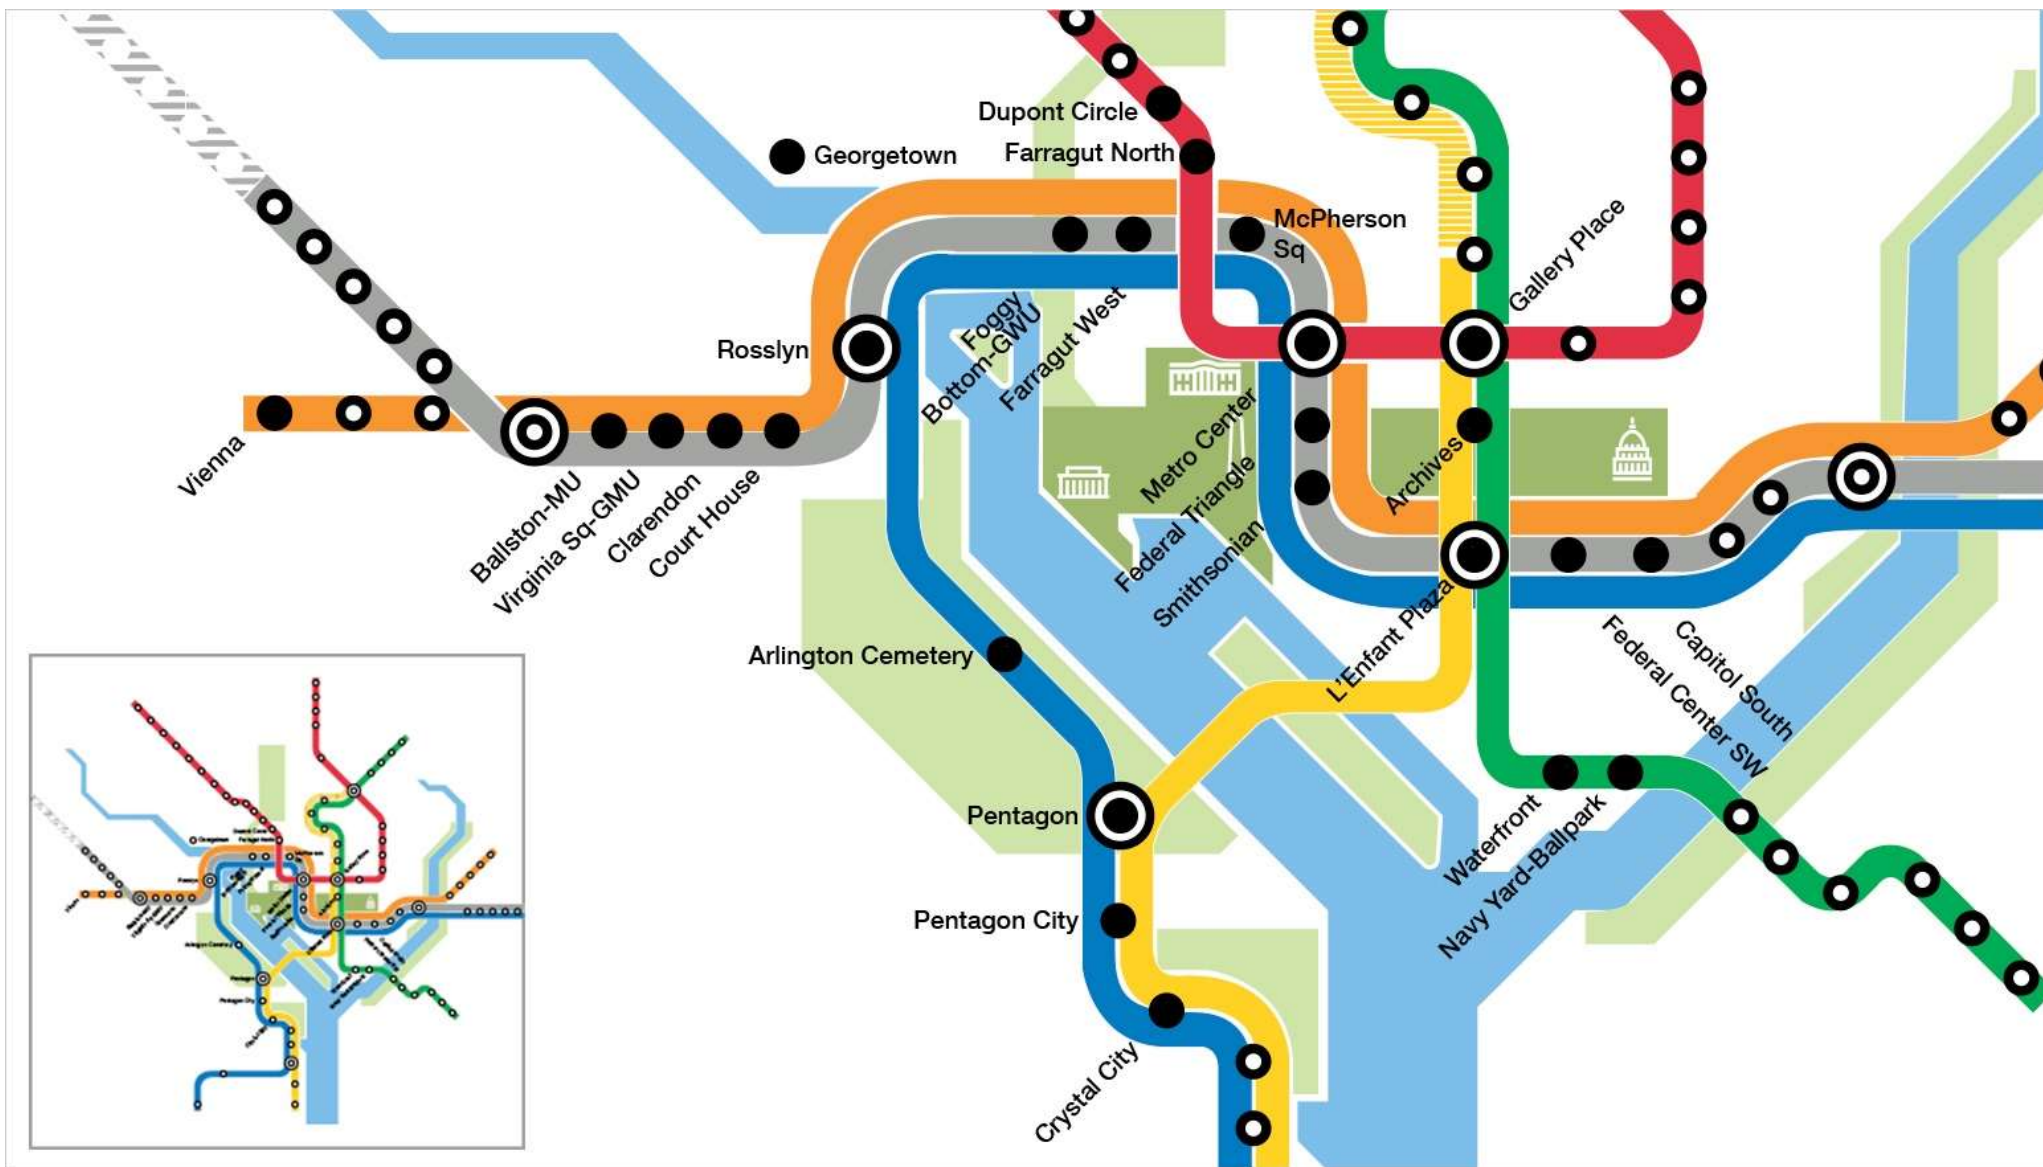 Dupont Circle
Georgetown
Farragut North
McPherson
Sq
Gallery Place
Rosslyn
Foggy
Bottom-GWU
Farragut West
Vienna
Ballston-MU
Virginia Sq-GMU
Clarendon
Court House
Metro Center
Federal Triangle
Smithsonian
Archives
L'Enfant Plaza
Federal Center SW
Capitol South
Arlington Cemetery
Pentagon
Waterfront
Navy Yard-Ballpark
Pentagon City
Crystal City